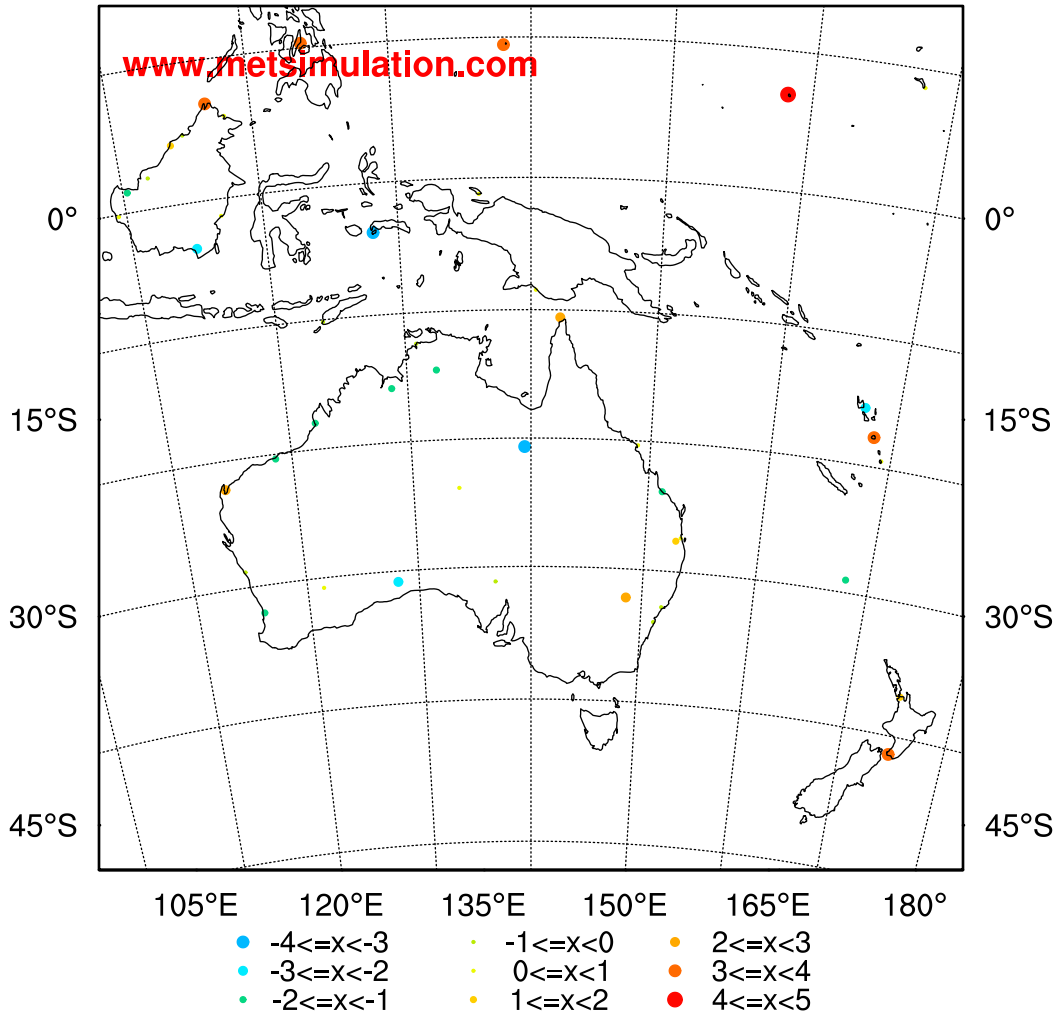 www.metsimulation.com
0° 0°
15°S 15°S
30°S 30°S
45°S 45°S
105°E 120°E 135°E 150°E 165°E 180°
-4<=x<-3 -1<=x<0 2<=x<3
-3<=x<-2 0<=x<1 3<=x<4
-2<=x<-1 1<=x<2 4<=x<5